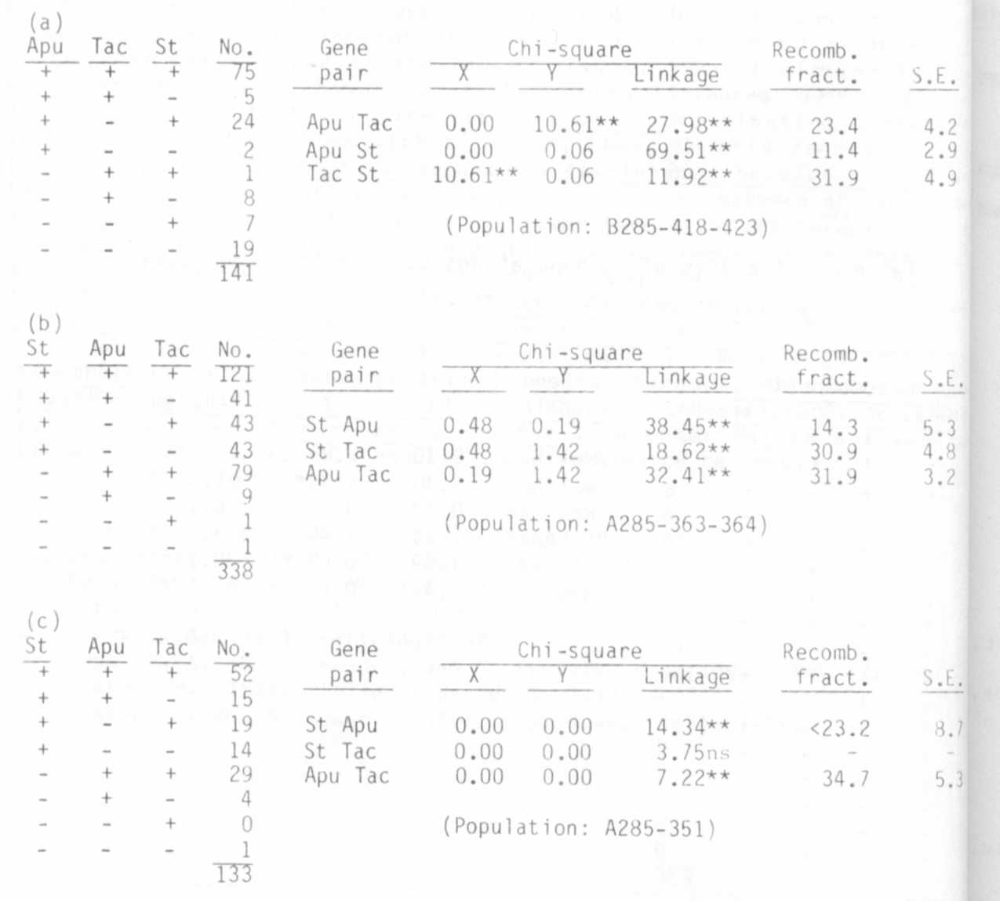 (a)
Apu Tac St No. Gene Chi-square Recomb.
+ + + 75 pair X Y Linkage fract. S.E.
+ + - 5
+ - + 24 Apu Tac 0.00 10.61** 27.98** 23.4 4.2
+ - - 2 Apu St 0.00 0.06 69.51** 11.4 2.9
- + + 1 Tac St 10.61** 0.06 11.92** 31.9 4.9
- + - 8
- - + 7 (Population: B285-418-423)
- - - 19
141
(b)
St Apu Tac No. Gene Chi-square Recomb.
+ + + 121 pair X Y Linkage fract. S.E.
+ + - 41
+ - + 43 St Apu 0.48 0.19 38.45** 14.3 5.3
+ - - 43 St Tac 0.48 1.42 18.62** 30.9 4.8
- + + 79 Apu Tac 0.19 1.42 32.41** 31.9 3.2
- + - 9
- - + 1 (Population: A285-363-364)
- - - 1
338
(c)
St Apu Tac No. Gene Chi-square Recomb.
+ + + 52 pair X Y Linkage fract. S.E.
+ + - 15
+ - + 19 St Apu 0.00 0.00 14.34** <23.2 8.7
+ - - 14 St Tac 0.00 0.00 3.75ns - -
- + + 29 Apu Tac 0.00 0.00 7.22** 34.7 5.3
- + - 4
- - + 0 (Population: A285-351)
- - - 1
133